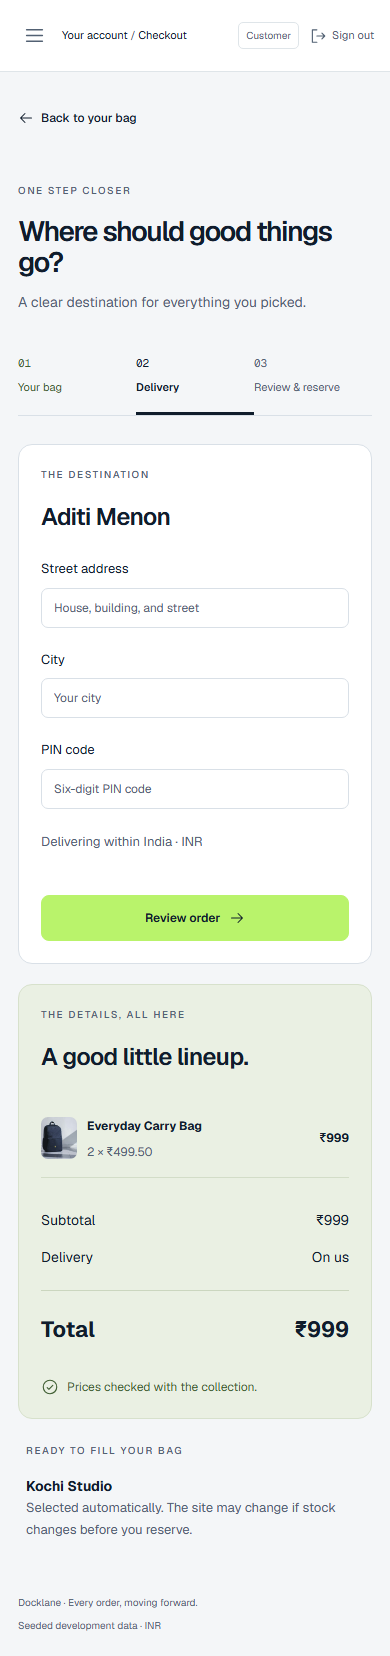 Your account / Checkout
Customer
Sign out
Back to your bag
ONE STEP CLOSER
Where should good things
go?
A clear destination for everything you picked.
01
Your bag
02
Delivery
03
Review & reserve
THE DESTINATION
Aditi Menon
Street address
House, building, and street
City
Your city
PIN code
Six-digit PIN code
Delivering within India · INR
Review order
THE DETAILS, ALL HERE
A good little lineup.
Everyday Carry Bag
2 × ₹499.50
₹999
Subtotal
₹999
Delivery
On us
Total
₹999
Prices checked with the collection.
READY TO FILL YOUR BAG
Kochi Studio
Selected automatically. The site may change if stock
changes before you reserve.
Docklane · Every order, moving forward.
Seeded development data · INR